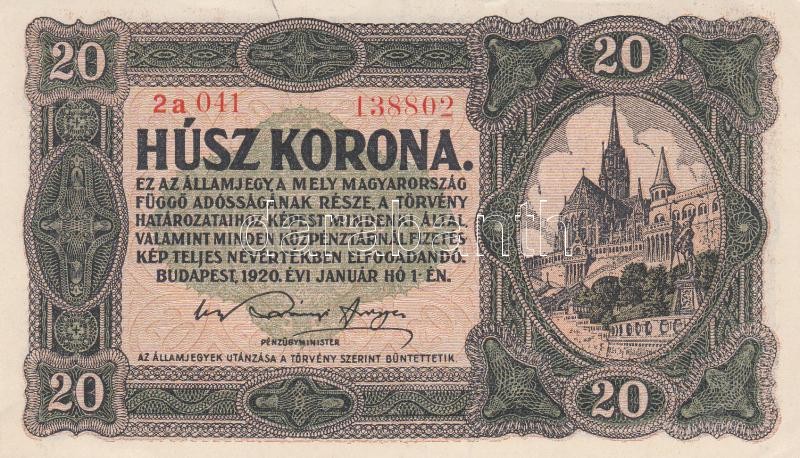 20
20
2a 041 138802
HÚSZ KORONA.
EZ AZ ÁLLAMJEGY, A MELY MAGYARORSZÁG
FÜGGŐ ADÓSSÁGÁNAK RÉSZE, A TÖRVÉNY
HATÁROZATAIHOZ KÉPEST MINDENKI ÁLTAL,
VALAMINT MINDEN KÖZPÉNZTÁRNÁL FIZETÉS
KÉP TELJES NÉVÉRTÉKBEN ELFOGADANDÓ.
BUDAPEST, 1920. ÉVI JANUÁR HÓ 1-ÉN.
PÉNZÜGYMINISTER
AZ ÁLLAMJEGYEK UTÁNZÁSA A TÖRVÉNY SZERINT BÜNTETTETIK.
20
20
darabanth